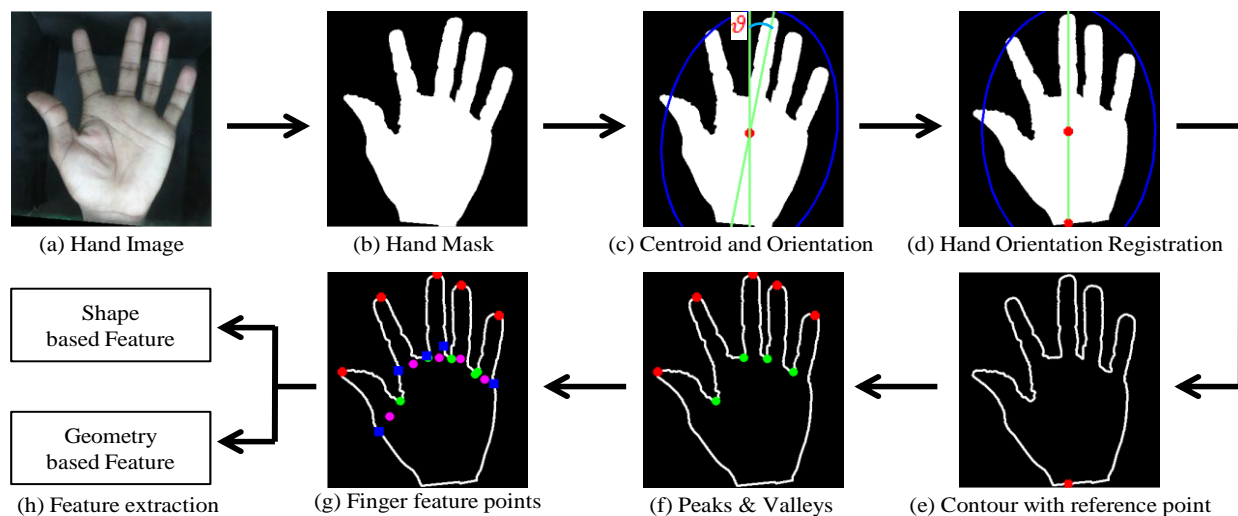 ϑ
(a) Hand Image
(b) Hand Mask
(c) Centroid and Orientation
(d) Hand Orientation Registration
Shape
based Feature
Geometry
based Feature
(h) Feature extraction
(g) Finger feature points
(f) Peaks & Valleys
(e) Contour with reference point